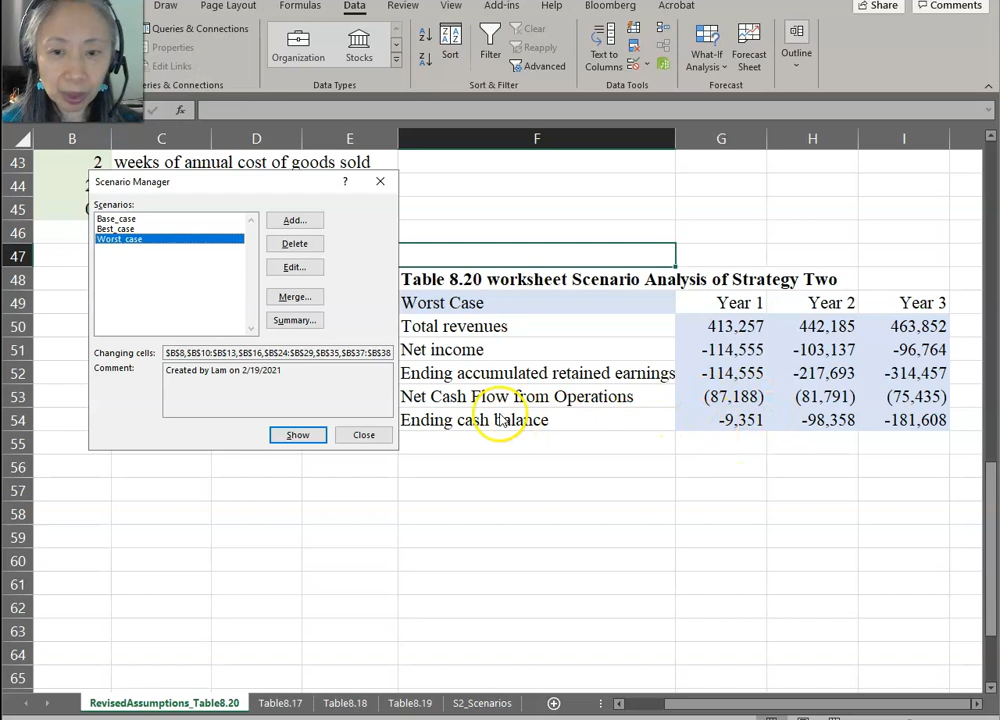 Draw Page Layout Formulas Data Review View Add-ins Help Bloomberg Acrobat Share Comments
Queries & Connections
Properties
Edit Links
eries & Connections
Organization Stocks
Data Types
Sort Filter
Clear
Reapply
Advanced
Sort & Filter
Text to Columns
Data Tools
What-If Analysis
Forecast Sheet
Forecast
Outline
fx
B C D E F G H I
43 2 weeks of annual cost of goods sold
44
45
46
47
Scenario Manager ? ×
Scenarios:
Base_case
Best_case
Worst_case
Add...
Delete
Edit...
Merge...
Summary...
Changing cells: $B$8,$B$10:$B$13,$B$16,$B$24:$B$29,$B$35,$B$37:$B$38
Comment: Created by Lam on 2/19/2021
Show Close
48 Table 8.20 worksheet Scenario Analysis of Strategy Two
49 Worst Case Year 1 Year 2 Year 3
50 Total revenues 413,257 442,185 463,852
51 Net income -114,555 -103,137 -96,764
52 Ending accumulated retained earnings -114,555 -217,693 -314,457
53 Net Cash Flow from Operations (87,188) (81,791) (75,435)
54 Ending cash balance -9,351 -98,358 -181,608
55
56
57
58
59
60
61
62
63
64
65
RevisedAssumptions_Table8.20 Table8.17 Table8.18 Table8.19 S2_Scenarios